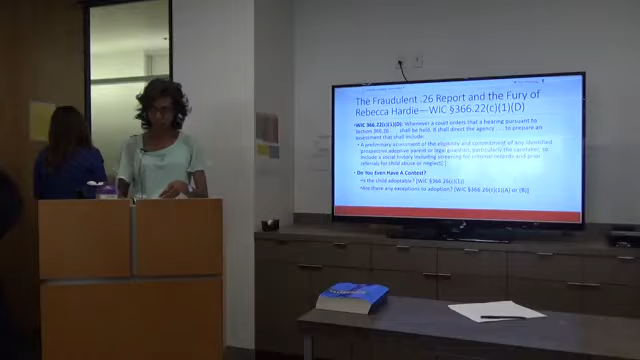 The Fraudulent .26 Report and the Fury of
Rebecca Hardie—WIC §366.22(c)(1)(D)
•WIC 366.22(c)(1)(D): Whenever a court orders that a hearing pursuant to
Section 366.26 . . . shall be held, it shall direct the agency . . . to prepare an
assessment that shall include:
• A preliminary assessment of the eligibility and commitment of any identified
prospective adoptive parent or legal guardian, particularly the caretaker, to
include a social history including screening for criminal records and prior
referrals for child abuse or neglect[.]
• Do You Even Have A Contest?
•Is the child adoptable? [WIC §366.26(c)(1)]
•Are there any exceptions to adoption? [WIC §366.26(c)(1)(A) or (B)]